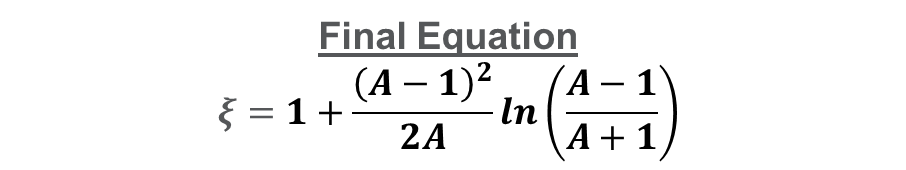 Final Equation
ξ = 1 + (A − 1)² / 2A ln ((A − 1) / (A + 1))